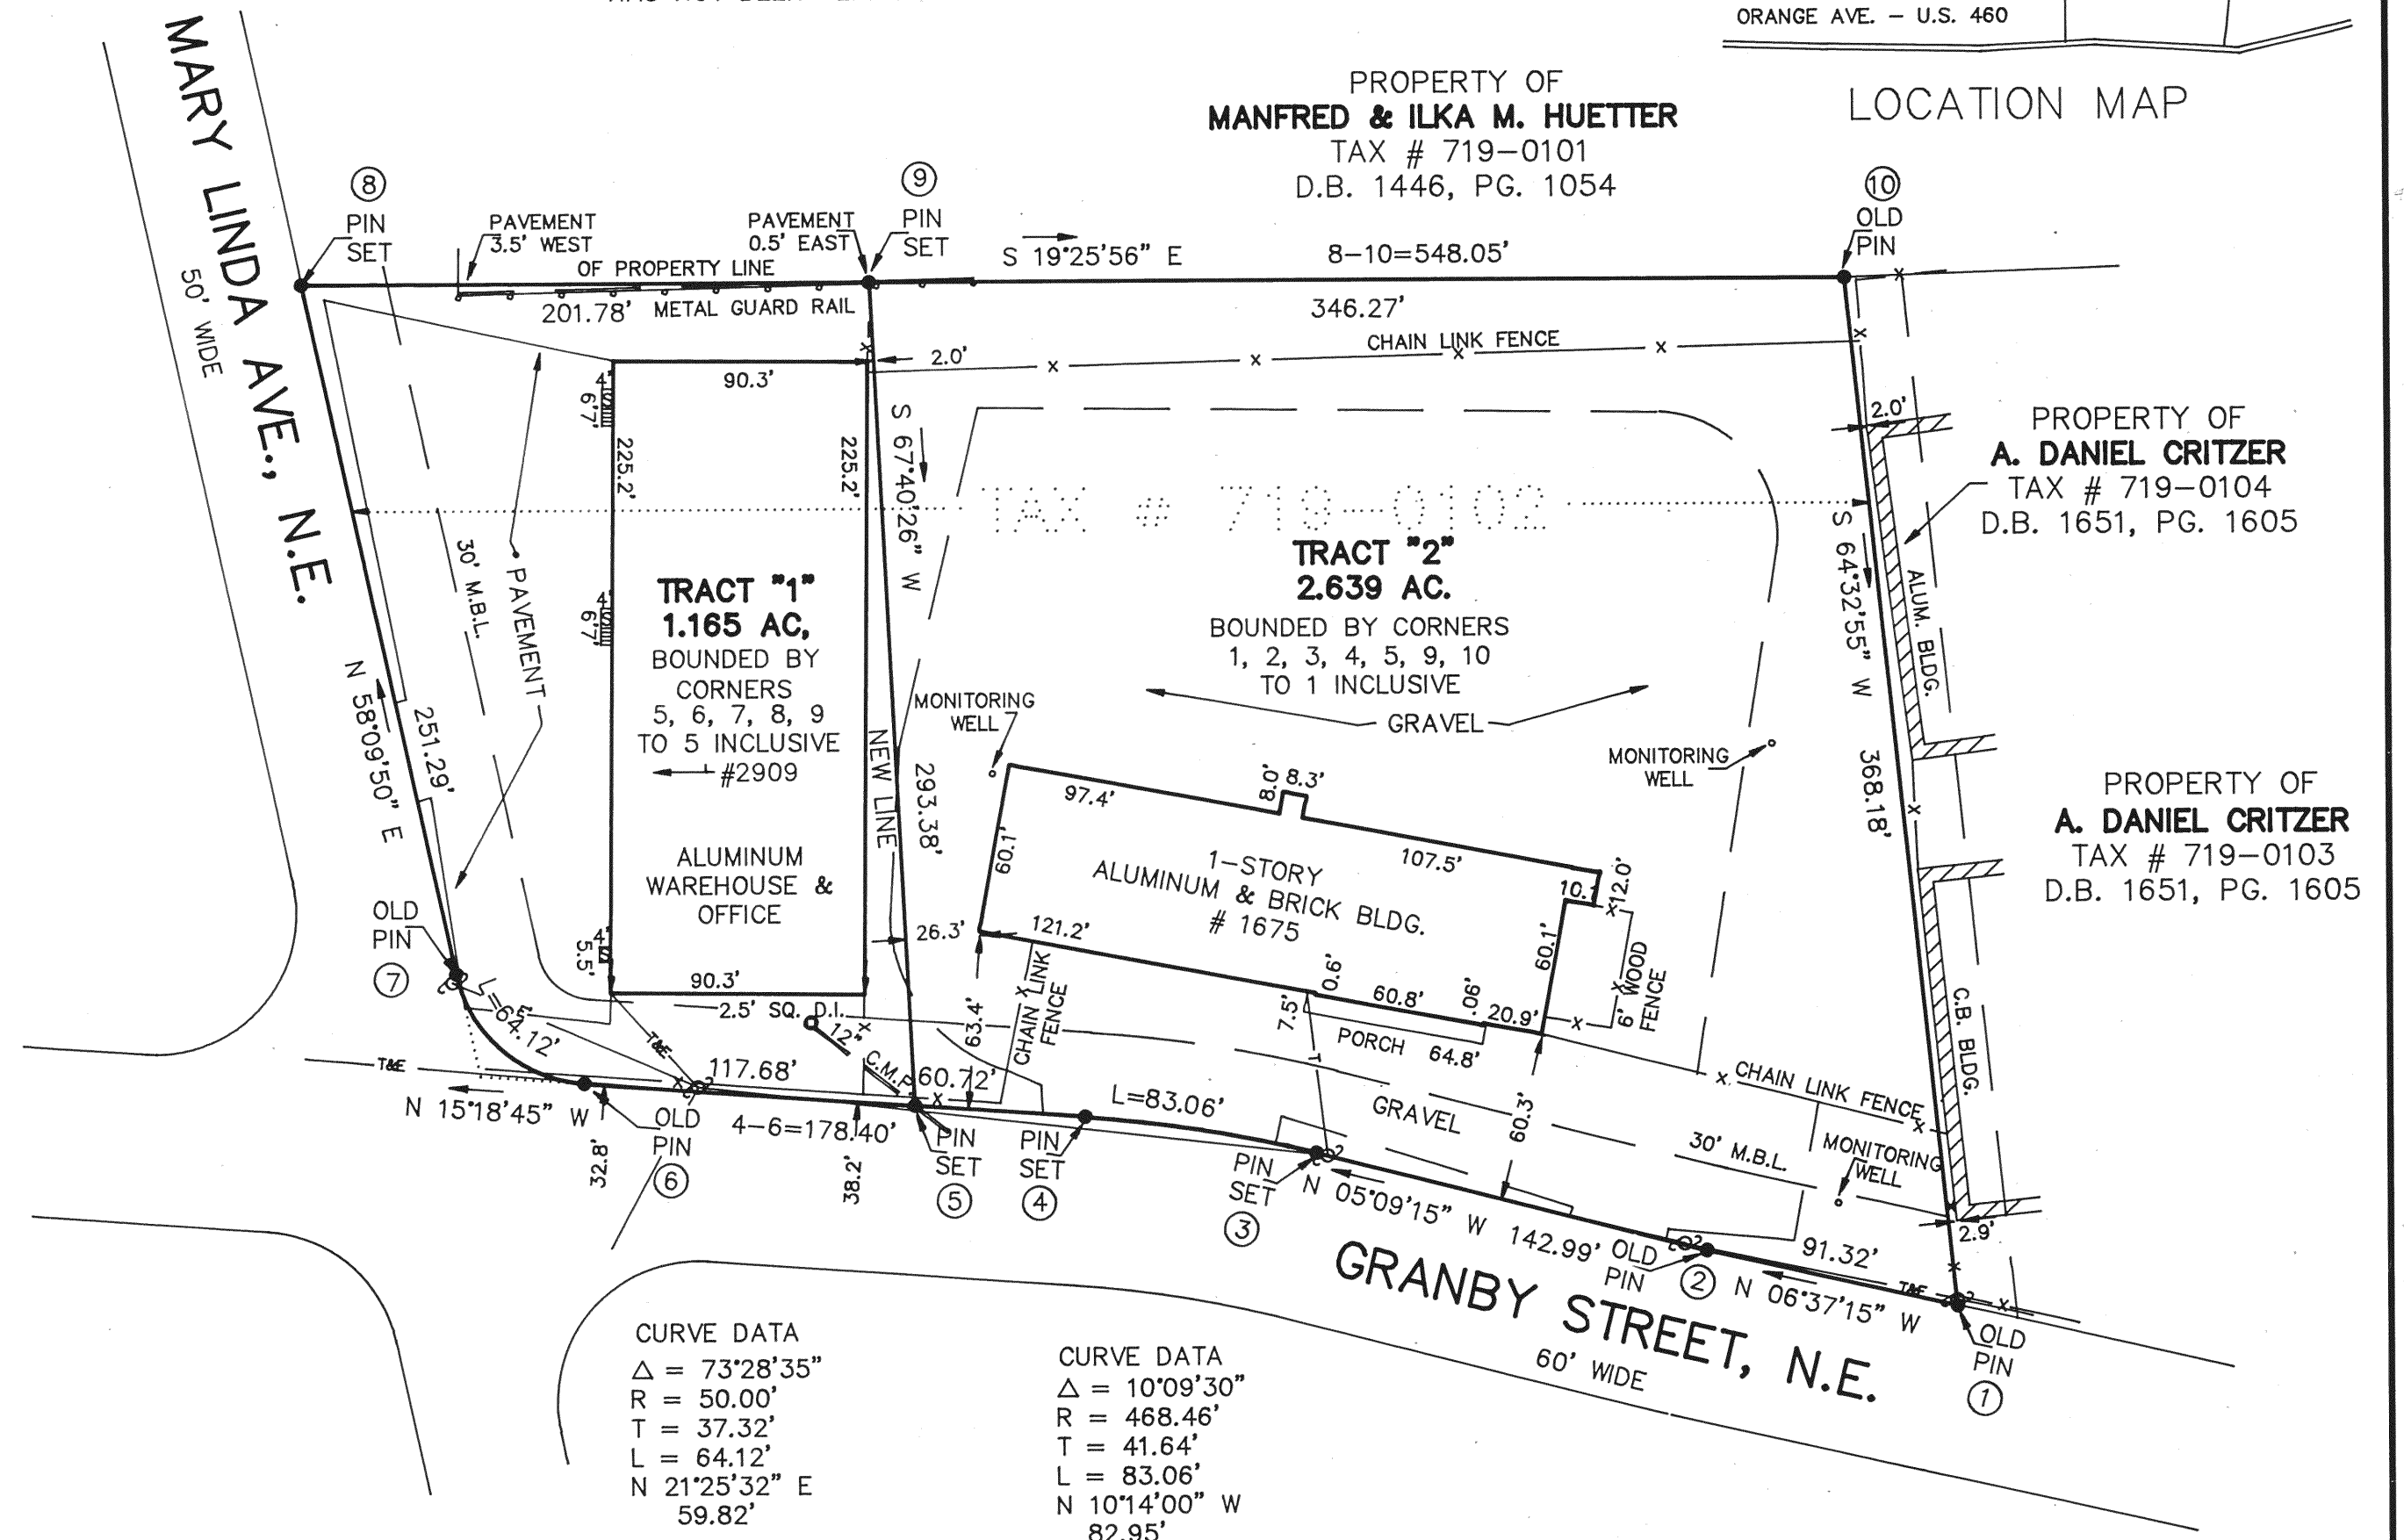 ORANGE AVE. – U.S. 460
LOCATION MAP
PROPERTY OF
MANFRED & ILKA M. HUETTER
TAX # 719–0101
D.B. 1446, PG. 1054
MARY LINDA AVE., N.E.
50' WIDE
8
PIN
SET
PAVEMENT
3.5' WEST
PAVEMENT
0.5' EAST
OF PROPERTY LINE
9
PIN
SET
S 19°25'56" E
8–10=548.05'
10
OLD
PIN
201.78'
METAL GUARD RAIL
346.27'
CHAIN LINK FENCE
2.0'
90.3'
4'
6'7'
225.2'
225.2'
S 67°40'26" W
TAX # 719–0102
2.0'
PROPERTY OF
A. DANIEL CRITZER
TAX # 719–0104
D.B. 1651, PG. 1605
TRACT "1"
1.165 AC,
BOUNDED BY
CORNERS
5, 6, 7, 8, 9
TO 5 INCLUSIVE
#2909
ALUMINUM
WAREHOUSE &
OFFICE
TRACT "2"
2.639 AC.
BOUNDED BY CORNERS
1, 2, 3, 4, 5, 9, 10
TO 1 INCLUSIVE
GRAVEL
30' M.B.L.
PAVEMENT
4'
6'7'
N 58°09'50" E
251.29'
NEW LINE
293.38'
MONITORING
WELL
MONITORING
WELL
S 64°32'55" W
368.18'
ALUM. BLDG.
PROPERTY OF
A. DANIEL CRITZER
TAX # 719–0103
D.B. 1651, PG. 1605
97.4'
8.0'
8.3'
107.5'
60.1'
1–STORY
ALUMINUM & BRICK BLDG.
# 1675
10.1
12.0'
60.1'
6' WOOD
FENCE
121.2'
26.3'
0.6'
60.8'
.06'
20.9'
7.5'
PORCH
64.8'
63.4'
CHAIN LINK
FENCE
OLD
PIN
7
4'
5.5'
90.3'
2.5' SQ. D.I.
12"
C.M.P.
L=64.12'
E
T&E
T&E
117.68'
60.72'
L=83.06'
GRAVEL
60.3'
CHAIN LINK FENCE
C.B. BLDG.
30' M.B.L.
MONITORING
WELL
2.9'
N 15°18'45" W
4–6=178.40'
32.8'
38.2'
OLD
PIN
6
PIN
SET
5
PIN
SET
4
PIN
SET
3
N 05°09'15" W
142.99'
OLD
PIN
2
91.32'
N 06°37'15" W
T&E
OLD
PIN
1
GRANBY STREET, N.E.
60' WIDE
CURVE DATA
Δ = 73°28'35"
R = 50.00'
T = 37.32'
L = 64.12'
N 21°25'32" E
59.82'
CURVE DATA
Δ = 10°09'30"
R = 468.46'
T = 41.64'
L = 83.06'
N 10°14'00" W
82.95'